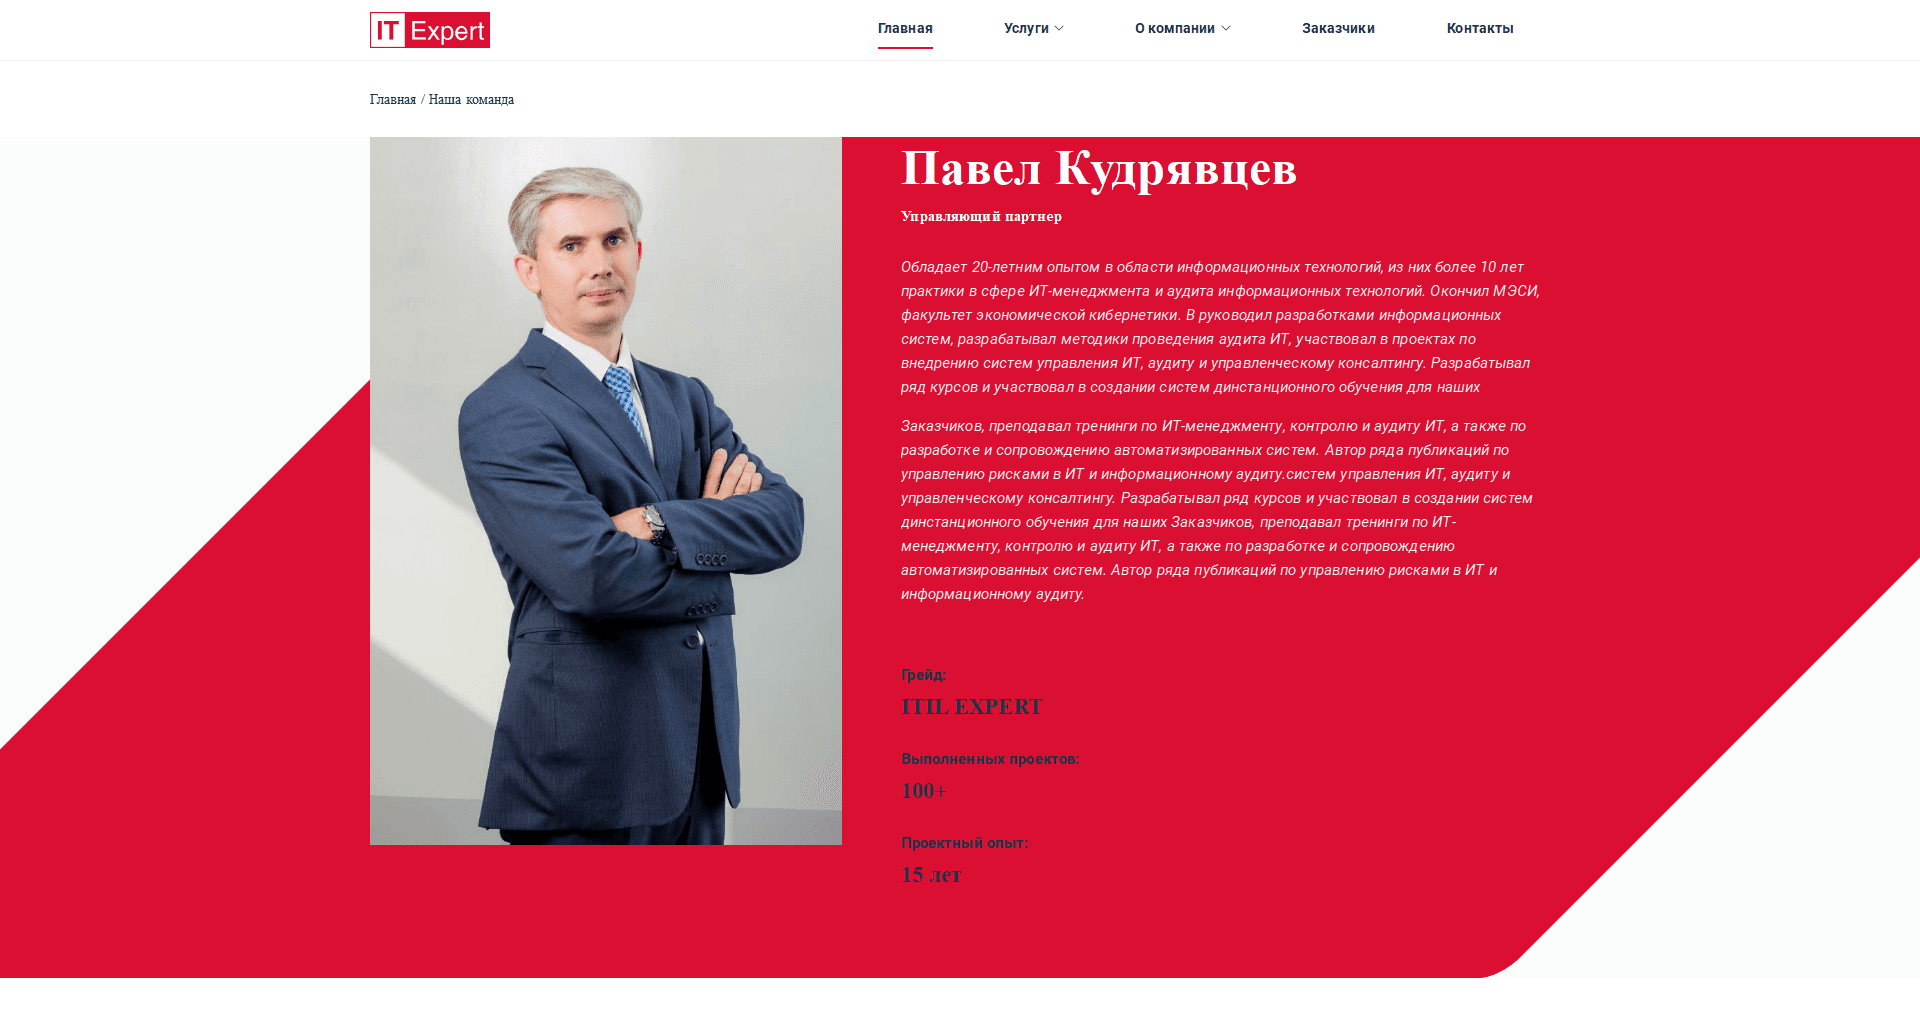 IT Expert
Главная
Услуги
О компании
Заказчики
Контакты
Главная / Наша команда
Павел Кудрявцев
Управляющий партнер
Обладает 20-летним опытом в области информационных технологий, из них более 10 лет
практики в сфере ИТ-менеджмента и аудита информационных технологий. Окончил МЭСИ,
факультет экономической кибернетики. В руководил разработками информационных
систем, разрабатывал методики проведения аудита ИТ, участвовал в проектах по
внедрению систем управления ИТ, аудиту и управленческому консалтингу. Разрабатывал
ряд курсов и участвовал в создании систем динстанционного обучения для наших
Заказчиков, преподавал тренинги по ИТ-менеджменту, контролю и аудиту ИТ, а также по
разработке и сопровождению автоматизированных систем. Автор ряда публикаций по
управлению рисками в ИТ и информационному аудиту.систем управления ИТ, аудиту и
управленческому консалтингу. Разрабатывал ряд курсов и участвовал в создании систем
динстанционного обучения для наших Заказчиков, преподавал тренинги по ИТ-
менеджменту, контролю и аудиту ИТ, а также по разработке и сопровождению
автоматизированных систем. Автор ряда публикаций по управлению рисками в ИТ и
информационному аудиту.
Грейд:
ITIL EXPERT
Выполненных проектов:
100+
Проектный опыт:
15 лет